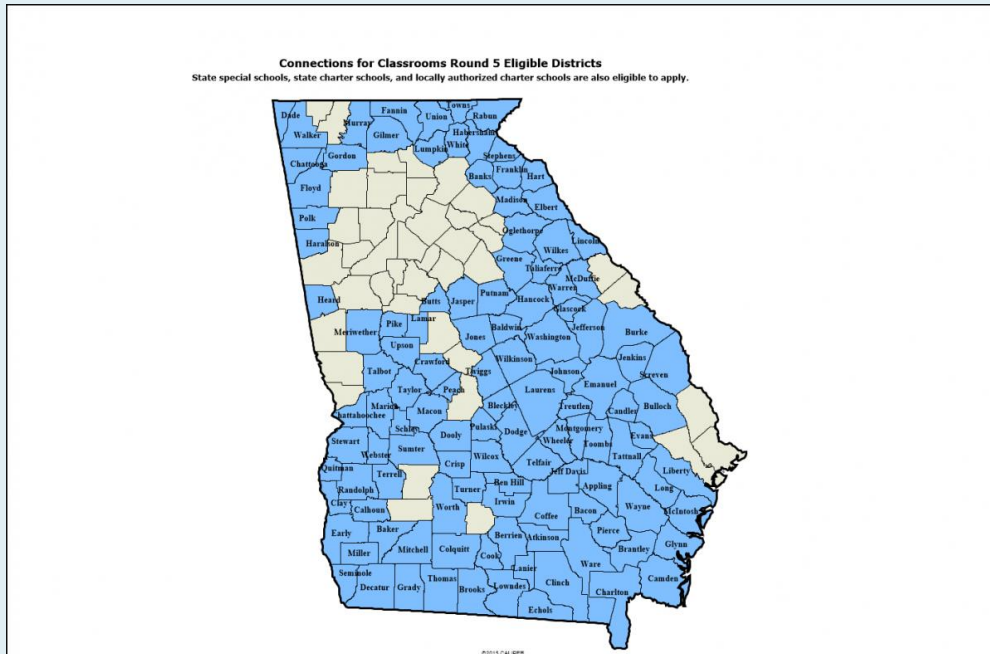 Connections for Classrooms Round 5 Eligible Districts
State special schools, state charter schools, and locally authorized charter schools are also eligible to apply.
Dade
Fannin
Towns
Union
Rabun
Murray
Walker
Gilmer
Habersham
White
Lumpkin
Gordon
Stephens
Chattooga
Franklin
Banks
Hart
Floyd
Madison
Elbert
Polk
Oglethorpe
Haralson
Lincoln
Wilkes
Greene
Taliaferro
McDuffie
Warren
Heard
Butts
Jasper
Putnam
Hancock
Glascock
Lamar
Pike
Meriwether
Baldwin
Jefferson
Burke
Jones
Washington
Upson
Wilkinson
Jenkins
Crawford
Talbot
Twiggs
Johnson
Screven
Emanuel
Taylor
Peach
Laurens
Marion
Macon
Bleckley
Treutlen
Candler
Bulloch
Chattahoochee
Schley
Pulaski
Dodge
Montgomery
Evans
Stewart
Dooly
Wheeler
Toombs
Sumter
Webster
Wilcox
Tattnall
Crisp
Telfair
Quitman
Terrell
Jeff Davis
Liberty
Ben Hill
Appling
Long
Randolph
Turner
Irwin
Clay
Calhoun
Worth
Coffee
Bacon
Wayne
McIntosh
Early
Baker
Berrien
Atkinson
Pierce
Miller
Mitchell
Colquitt
Cook
Brantley
Glynn
Lanier
Ware
Seminole
Decatur
Grady
Thomas
Brooks
Lowndes
Clinch
Charlton
Camden
Echols